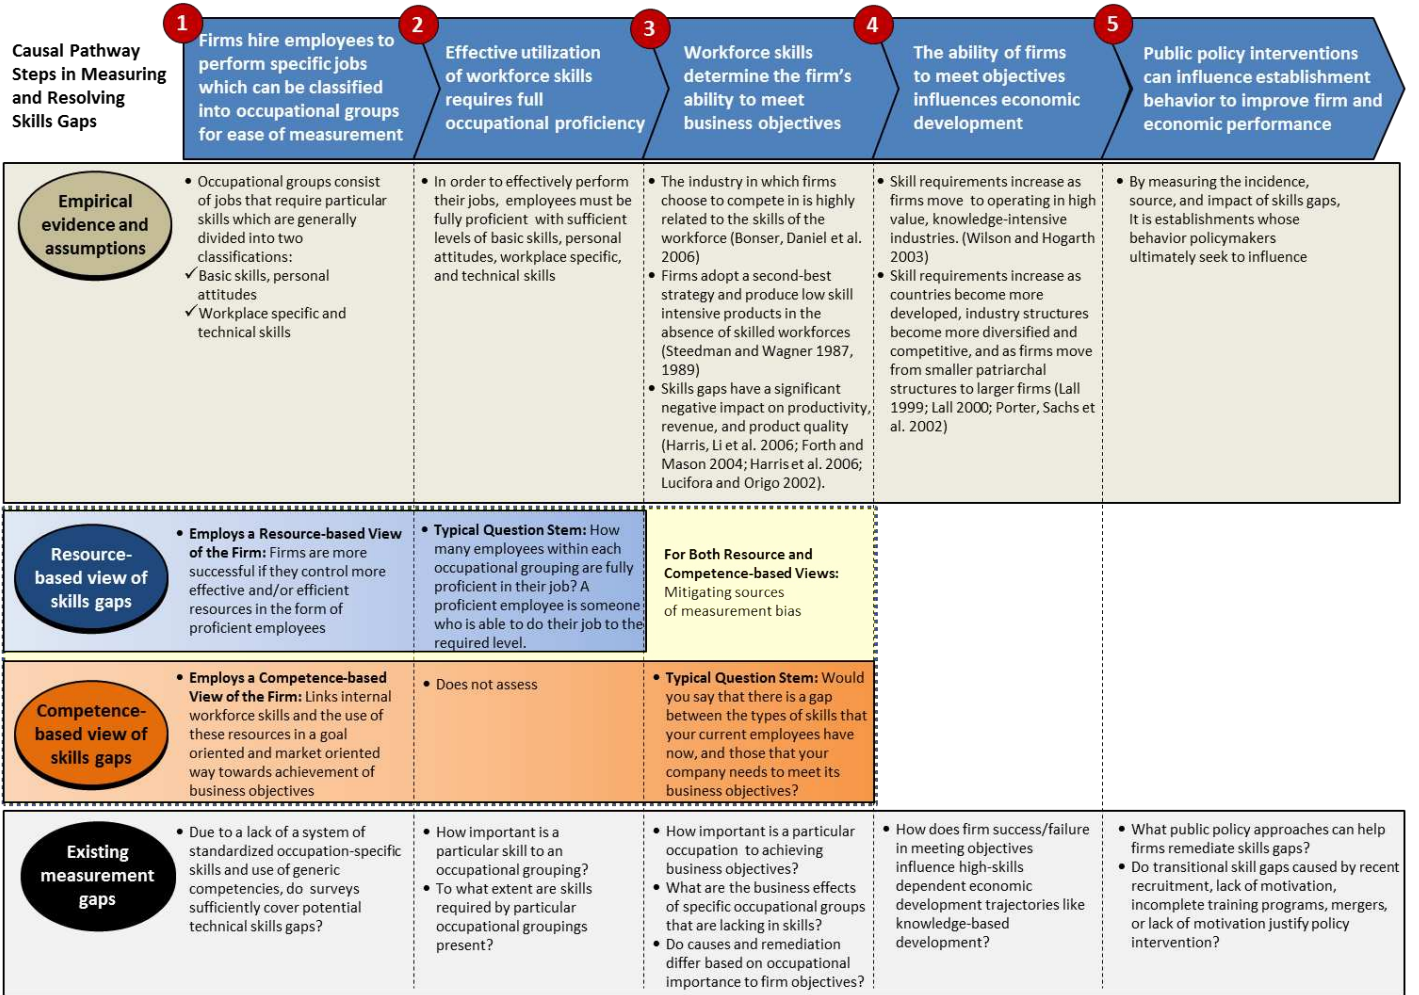 Causal Pathway
Steps in Measuring
and Resolving
Skills Gaps
1
Firms hire employees to
perform specific jobs
which can be classified
into occupational groups
for ease of measurement
2
Effective utilization
of workforce skills
requires full
occupational proficiency
3
Workforce skills
determine the firm's
ability to meet
business objectives
4
The ability of firms
to meet objectives
influences economic
development
5
Public policy interventions
can influence establishment
behavior to improve firm and
economic performance
Empirical
evidence and
assumptions
• Occupational groups consist
of jobs that require particular
skills which are generally
divided into two
classifications:
✓ Basic skills, personal
attitudes
✓ Workplace specific and
technical skills
• In order to effectively perform
their jobs, employees must be
fully proficient with sufficient
levels of basic skills, personal
attitudes, workplace specific,
and technical skills
• The industry in which firms
choose to compete in is highly
related to the skills of the
workforce (Bonser, Daniel et al.
2006)
• Firms adopt a second-best
strategy and produce low skill
intensive products in the
absence of skilled workforces
(Steedman and Wagner 1987,
1989)
• Skills gaps have a significant
negative impact on productivity,
revenue, and product quality
(Harris, Li et al. 2006; Forth and
Mason 2004; Harris et al. 2006;
Lucifora and Origo 2002).
• Skill requirements increase as
firms move to operating in high
value, knowledge-intensive
industries. (Wilson and Hogarth
2003)
• Skill requirements increase as
countries become more
developed, industry structures
become more diversified and
competitive, and as firms move
from smaller patriarchal
structures to larger firms (Lall
1999; Lall 2000; Porter, Sachs et
al. 2002)
• By measuring the incidence,
source, and impact of skills gaps,
It is establishments whose
behavior policymakers
ultimately seek to influence
Resource-
based view of
skills gaps
• Employs a Resource-based View
of the Firm: Firms are more
successful if they control more
effective and/or efficient
resources in the form of
proficient employees
• Typical Question Stem: How
many employees within each
occupational grouping are fully
proficient in their job? A
proficient employee is someone
who is able to do their job to the
required level.
For Both Resource and
Competence-based Views:
Mitigating sources
of measurement bias
Competence-
based view of
skills gaps
• Employs a Competence-based
View of the Firm: Links internal
workforce skills and the use of
these resources in a goal
oriented and market oriented
way towards achievement of
business objectives
• Does not assess
• Typical Question Stem: Would
you say that there is a gap
between the types of skills that
your current employees have
now, and those that your
company needs to meet its
business objectives?
Existing
measurement
gaps
• Due to a lack of a system of
standardized occupation-specific
skills and use of generic
competencies, do surveys
sufficiently cover potential
technical skills gaps?
• How important is a
particular skill to an
occupational grouping?
• To what extent are skills
required by particular
occupational groupings
present?
• How important is a particular
occupation to achieving
business objectives?
• What are the business effects
of specific occupational groups
that are lacking in skills?
• Do causes and remediation
differ based on occupational
importance to firm objectives?
• How does firm success/failure
in meeting objectives
influence high-skills
dependent economic
development trajectories like
knowledge-based
development?
• What public policy approaches can help
firms remediate skills gaps?
• Do transitional skill gaps caused by recent
recruitment, lack of motivation,
incomplete training programs, mergers,
or lack of motivation justify policy
intervention?